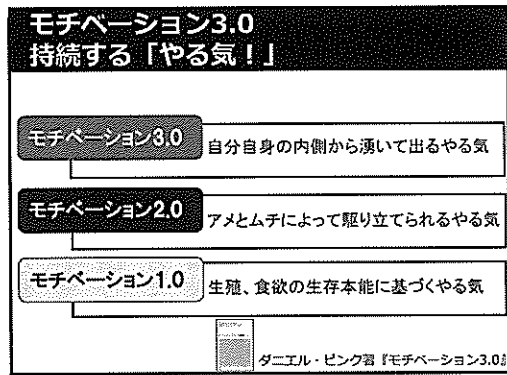 モチベーション3.0
持続する「やる気!」
モチベーション3.0
自分自身の内側から湧いて出るやる気
モチベーション2.0
アメとムチによって駆り立てられるやる気
モチベーション1.0
生殖、食欲の生存本能に基づくやる気
ダニエル・ピンク著『モチベーション3.0』